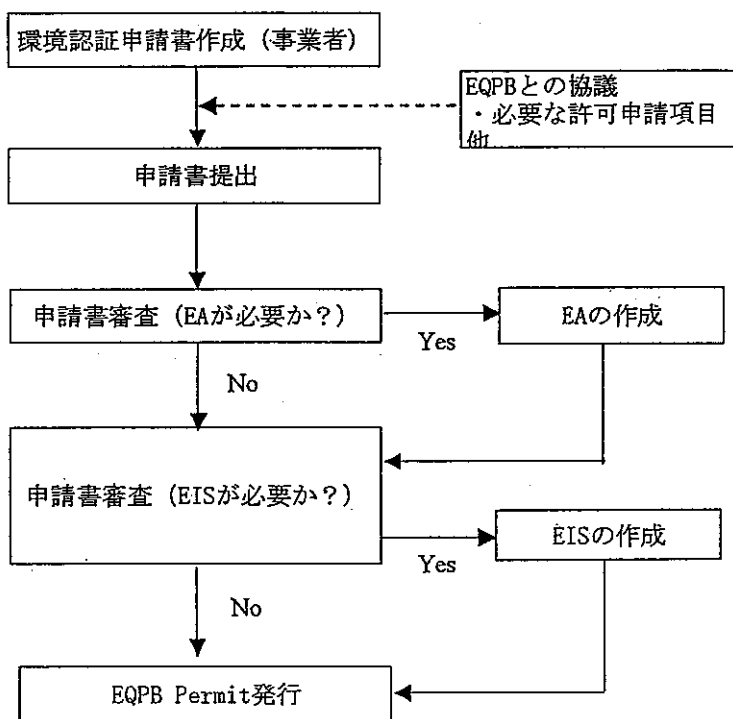 環境認証申請書作成（事業者）
EQPBとの協議
・必要な許可申請項目
他
申請書提出
申請書審査（EAが必要か？）
Yes
EAの作成
No
申請書審査（EISが必要か？）
Yes
EISの作成
No
EQPB Permit発行